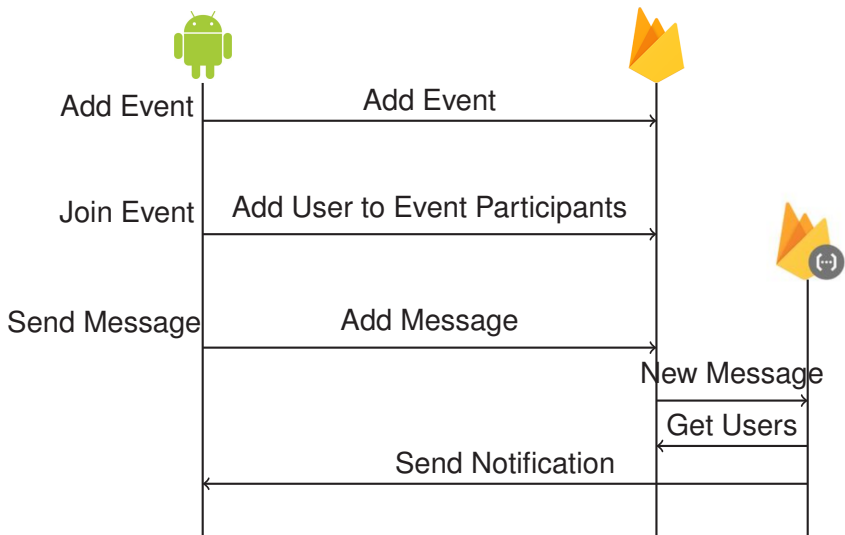 Add Event
Add Event
Join Event
Add User to Event Participants
Send Message
Add Message
New Message
Get Users
Send Notification